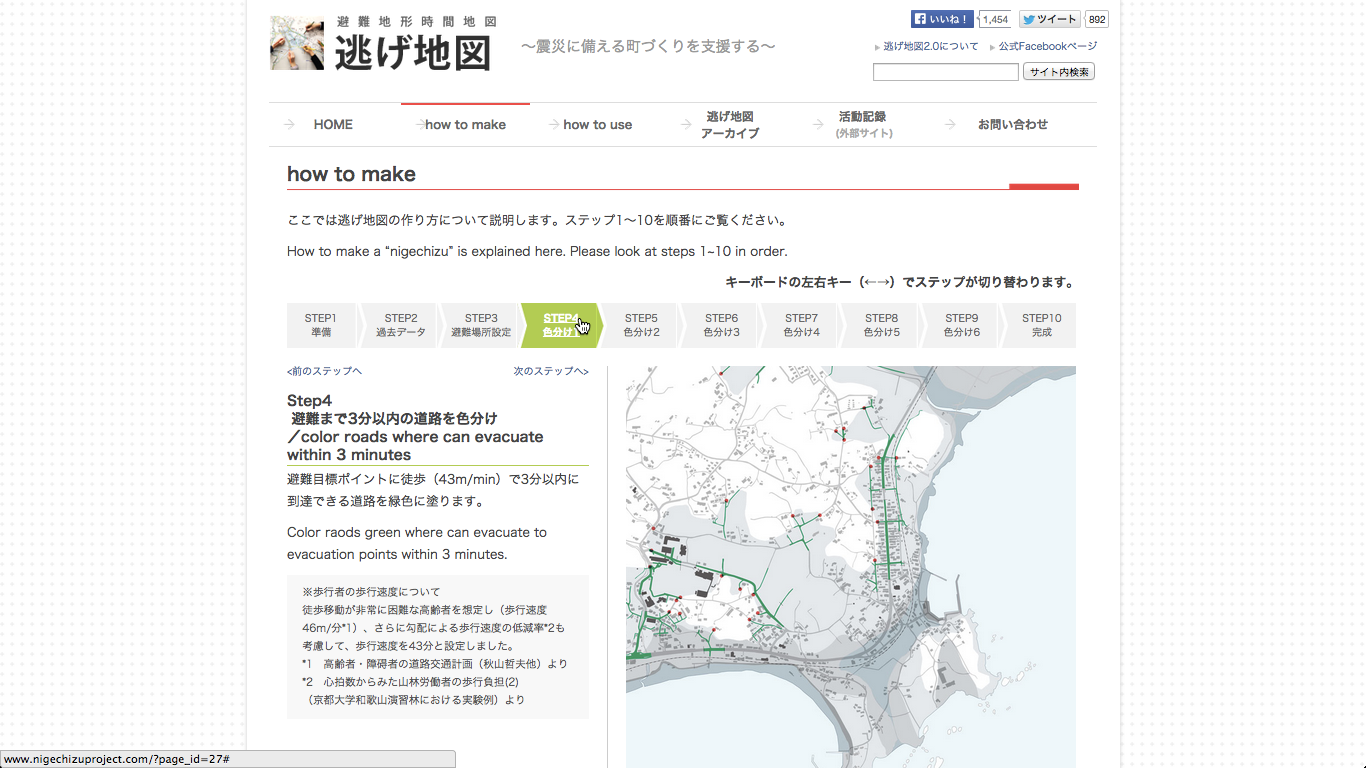 避難地形時間地図
逃げ地図
〜震災に備える町づくりを支援する〜
いいね！ 1,454 ツイート 892
逃げ地図2.0について 公式Facebookページ
サイト内検索
HOME
how to make
how to use
逃げ地図
アーカイブ
活動記録
(外部サイト)
お問い合わせ
how to make
ここでは逃げ地図の作り方について説明します。ステップ1〜10を順番にご覧ください。
How to make a “nigechizu” is explained here. Please look at steps 1~10 in order.
キーボードの左右キー（←→）でステップが切り替わります。
STEP1
準備
STEP2
過去データ
STEP3
避難場所設定
STEP4
色分け
STEP5
色分け2
STEP6
色分け3
STEP7
色分け4
STEP8
色分け5
STEP9
色分け6
STEP10
完成
<前のステップへ 次のステップへ>
Step4
避難まで3分以内の道路を色分け
／color roads where can evacuate
within 3 minutes
避難目標ポイントに徒歩（43m/min）で3分以内に
到達できる道路を緑色に塗ります。
Color raods green where can evacuate to
evacuation points within 3 minutes.
※歩行者の歩行速度について
徒歩移動が非常に困難な高齢者を想定し（歩行速度
46m/分*1）、さらに勾配による歩行速度の低減率*2も
考慮して、歩行速度を43分と設定しました。
*1　高齢者・障碍者の道路交通計画（秋山哲夫他）より
*2　心拍数からみた山林労働者の歩行負担(2)
（京都大学和歌山演習林における実験例）より
www.nigechizuproject.com/?page_id=27#